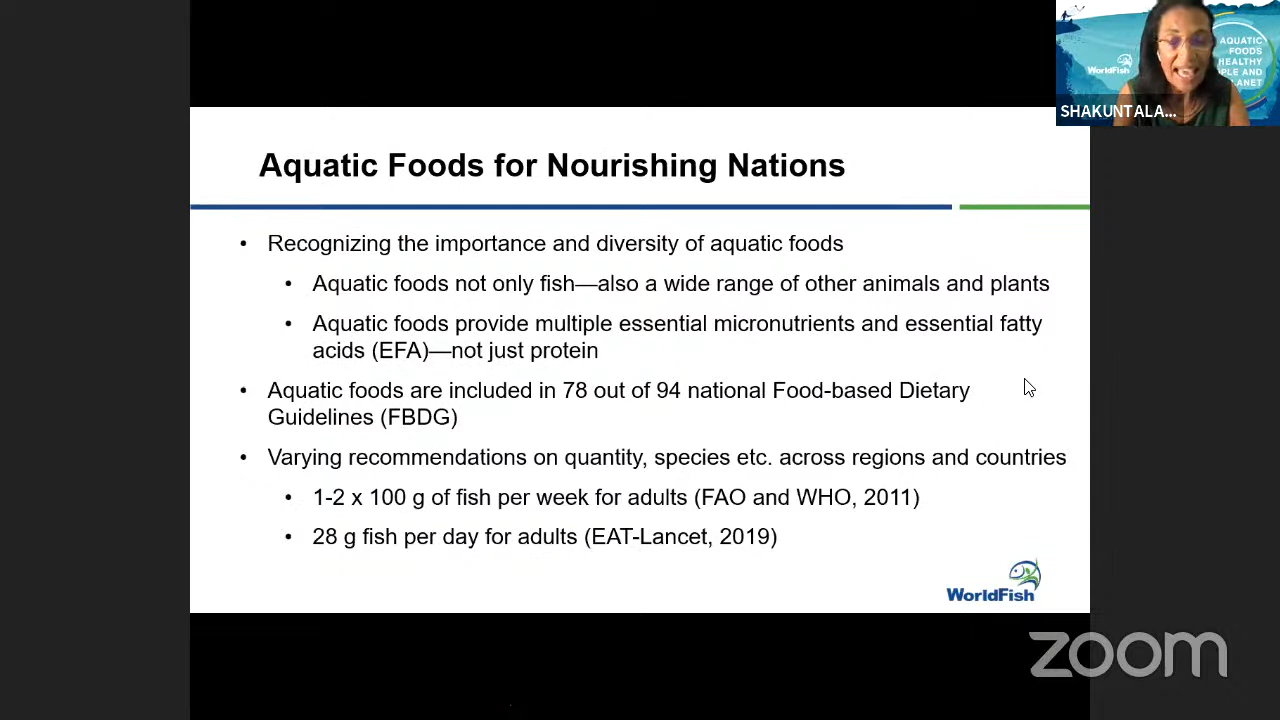 WorldFish
AQUATIC
FOODS
HEALTHY
PLE AND
LANET
SHAKUNTALA...
Aquatic Foods for Nourishing Nations
• Recognizing the importance and diversity of aquatic foods
• Aquatic foods not only fish—also a wide range of other animals and plants
• Aquatic foods provide multiple essential micronutrients and essential fatty
acids (EFA)—not just protein
• Aquatic foods are included in 78 out of 94 national Food-based Dietary
Guidelines (FBDG)
• Varying recommendations on quantity, species etc. across regions and countries
• 1-2 x 100 g of fish per week for adults (FAO and WHO, 2011)
• 28 g fish per day for adults (EAT-Lancet, 2019)
WorldFish
zoom